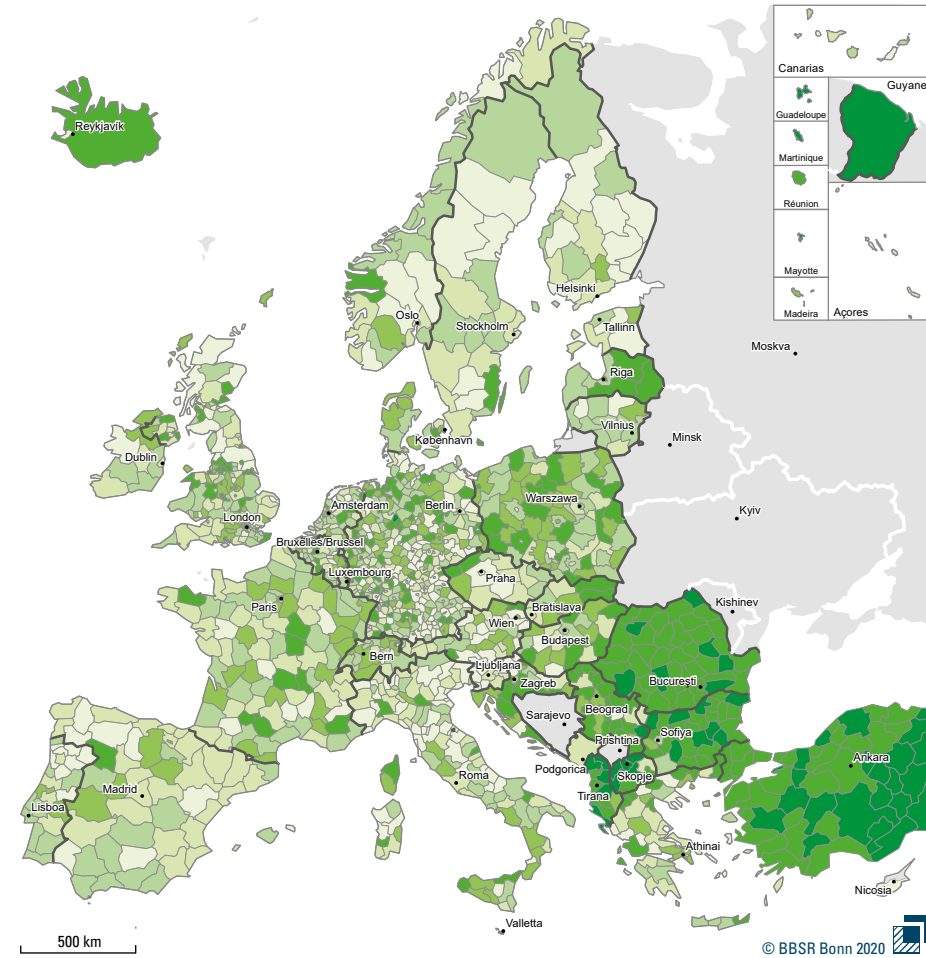 Canarias
Guyane
Guadeloupe
Martinique
Réunion
Mayotte
Madeira
Açores
Reykjavík
Helsinki
Oslo
Stockholm
Tallinn
Moskva
Riga
København
Vilnius
Minsk
Dublin
Warszawa
Amsterdam
Berlin
Kyiv
London
Bruxelles/Brussel
Luxembourg
Praha
Paris
Kishinev
Bratislava
Wien
Budapest
Bern
Ljubljana
Zagreb
Bucureşti
Beograd
Sarajevo
Sofiya
Prishtina
Ankara
Podgorica
Skopje
Roma
Madrid
Tirana
Lisboa
Athinai
Nicosia
Valletta
500 km
© BBSR Bonn 2020